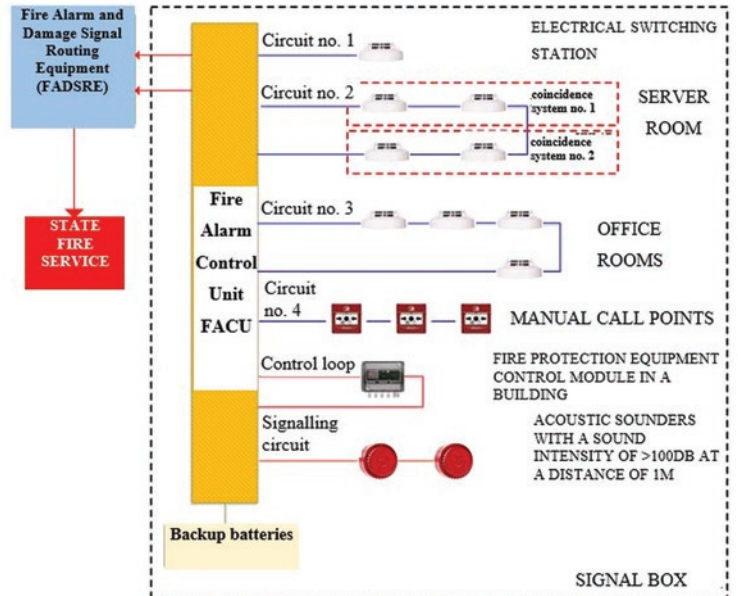 Fire Alarm and
Damage Signal
Routing
Equipment
(FADSRE)
STATE
FIRE
SERVICE
Circuit no. 1
ELECTRICAL SWITCHING
STATION
Circuit no. 2
coincidence
system no. 1
coincidence
system no. 2
SERVER
ROOM
Fire
Alarm
Control
Unit
FACU
Circuit no. 3
OFFICE
ROOMS
Circuit
no. 4
MANUAL CALL POINTS
Control loop
FIRE PROTECTION EQUIPMENT
CONTROL MODULE IN A
BUILDING
Signalling
circuit
ACOUSTIC SOUNDERS
WITH A SOUND
INTENSITY OF >100DB AT
A DISTANCE OF 1M
Backup batteries
SIGNAL BOX